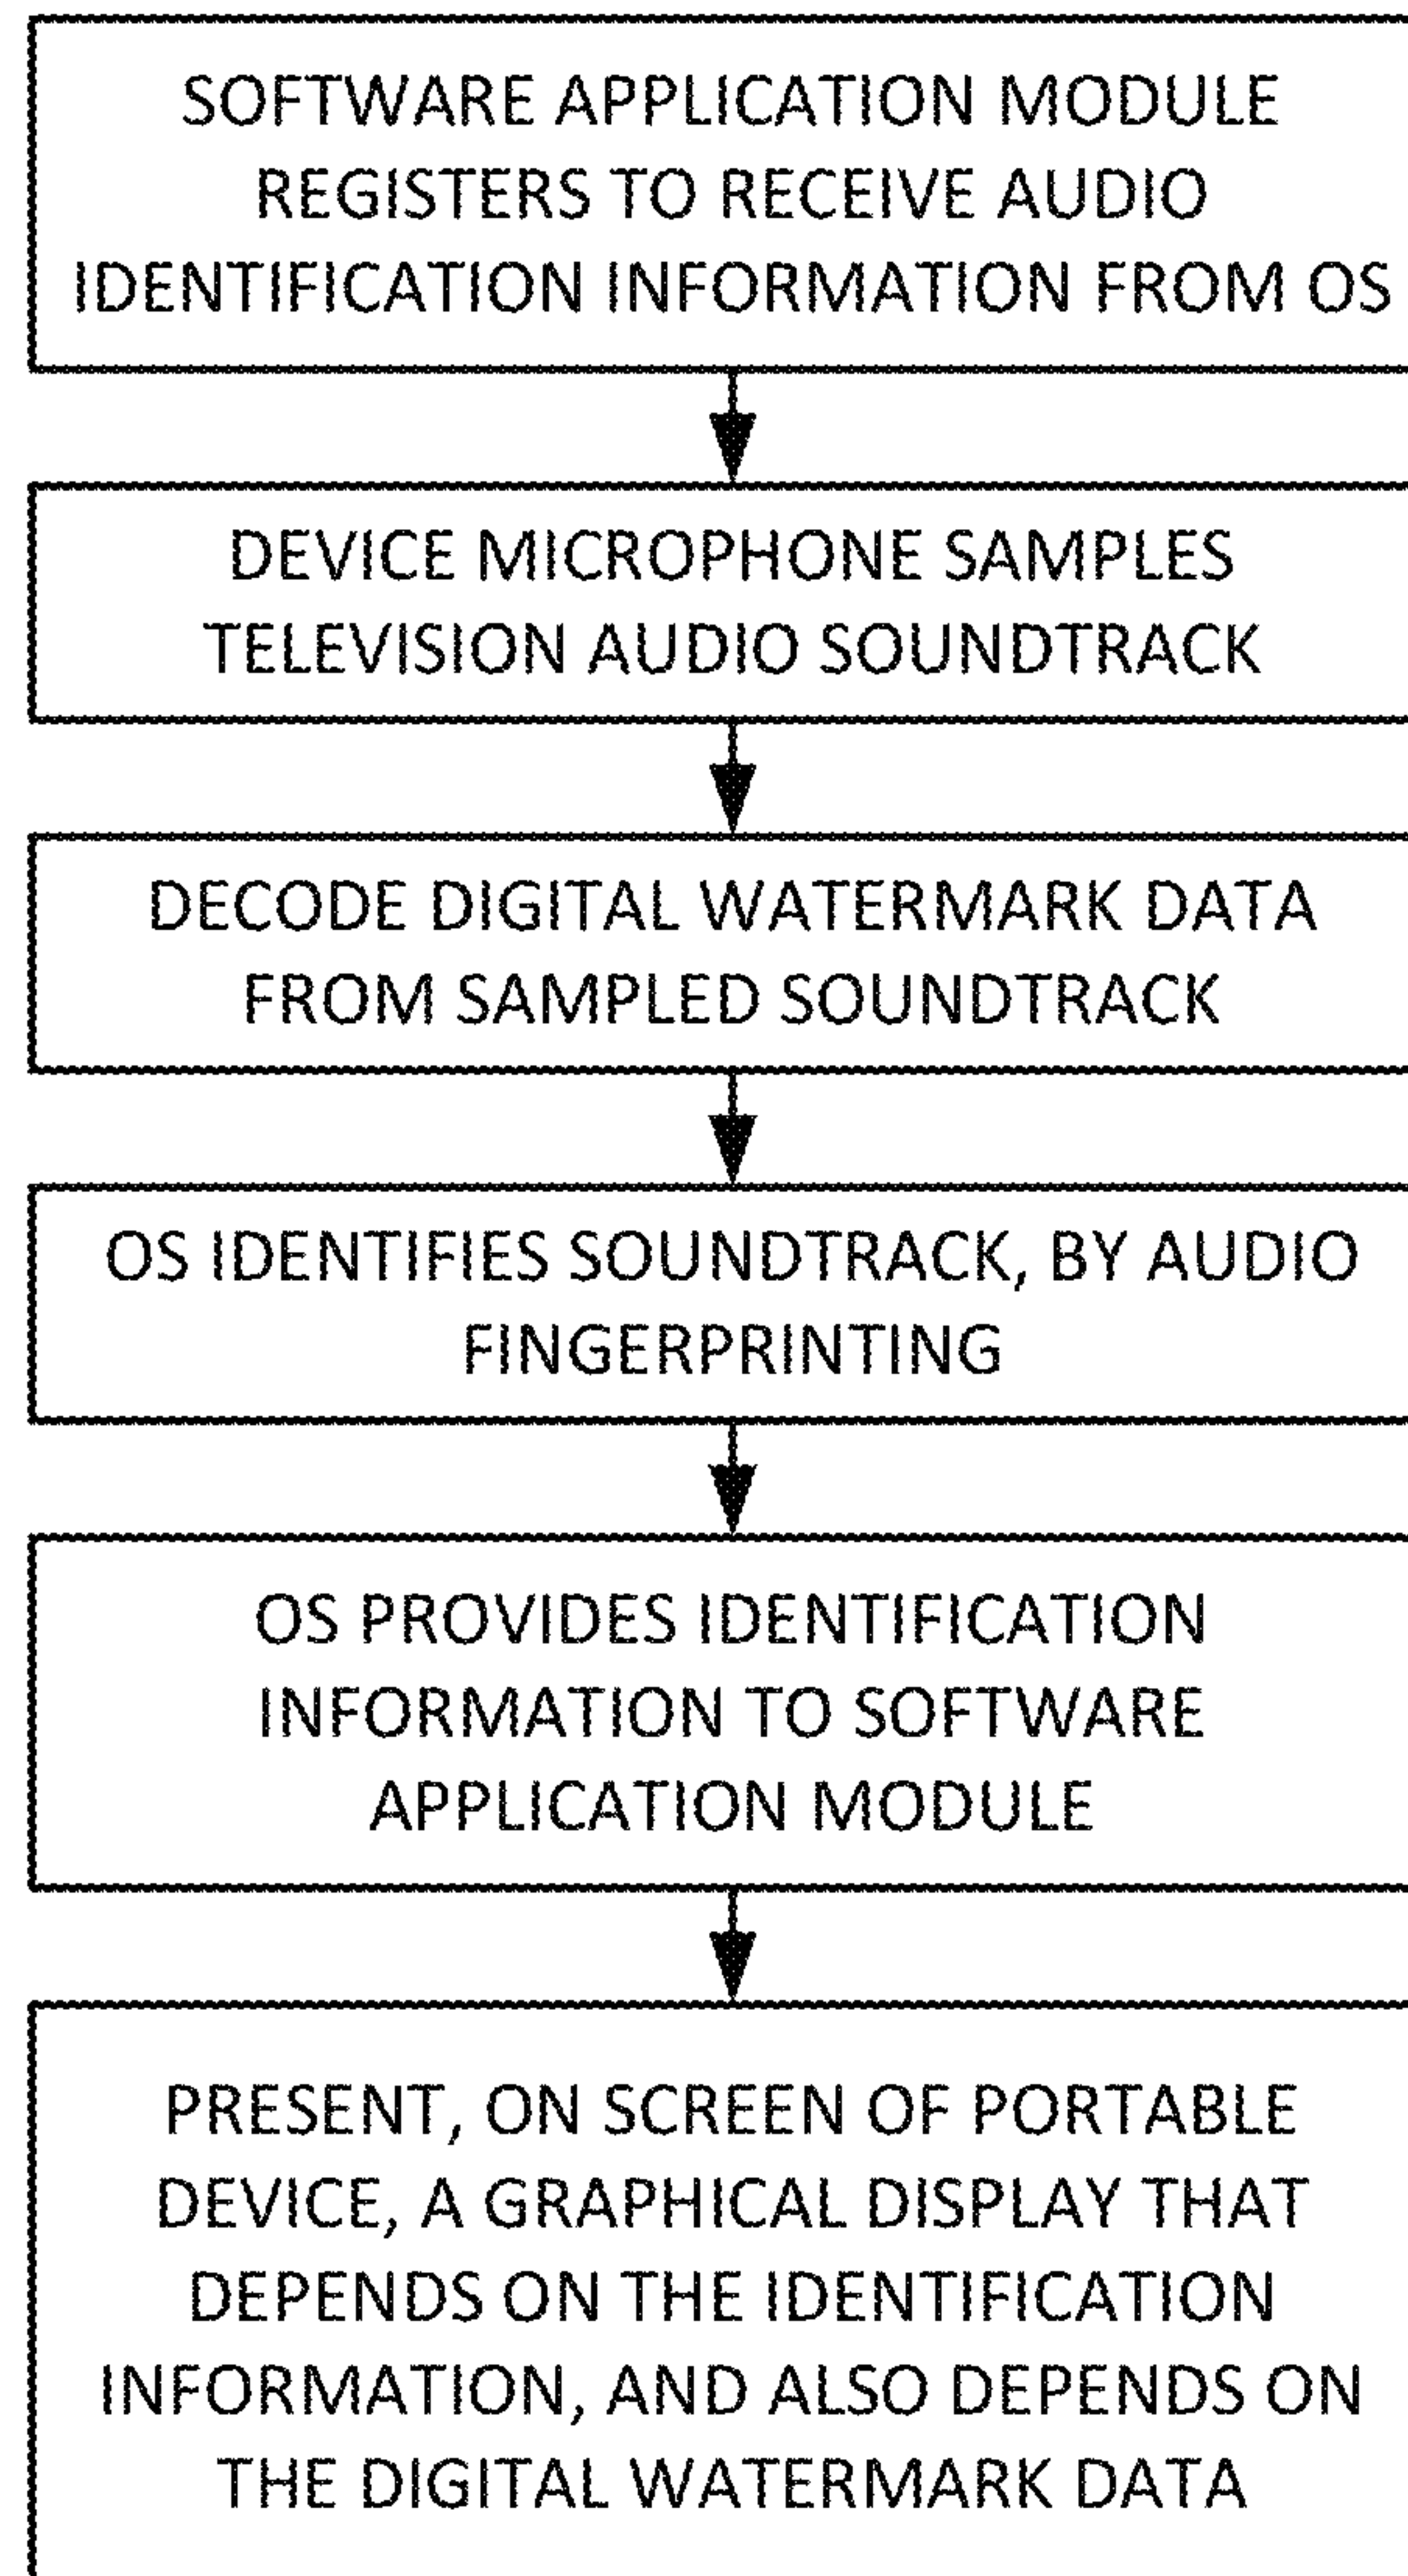 SOFTWARE APPLICATION MODULE
REGISTERS TO RECEIVE AUDIO
IDENTIFICATION INFORMATION FROM OS
DEVICE MICROPHONE SAMPLES
TELEVISION AUDIO SOUNDTRACK
DECODE DIGITAL WATERMARK DATA
FROM SAMPLED SOUNDTRACK
OS IDENTIFIES SOUNDTRACK, BY AUDIO
FINGERPRINTING
OS PROVIDES IDENTIFICATION
INFORMATION TO SOFTWARE
APPLICATION MODULE
PRESENT, ON SCREEN OF PORTABLE
DEVICE, A GRAPHICAL DISPLAY THAT
DEPENDS ON THE IDENTIFICATION
INFORMATION, AND ALSO DEPENDS ON
THE DIGITAL WATERMARK DATA